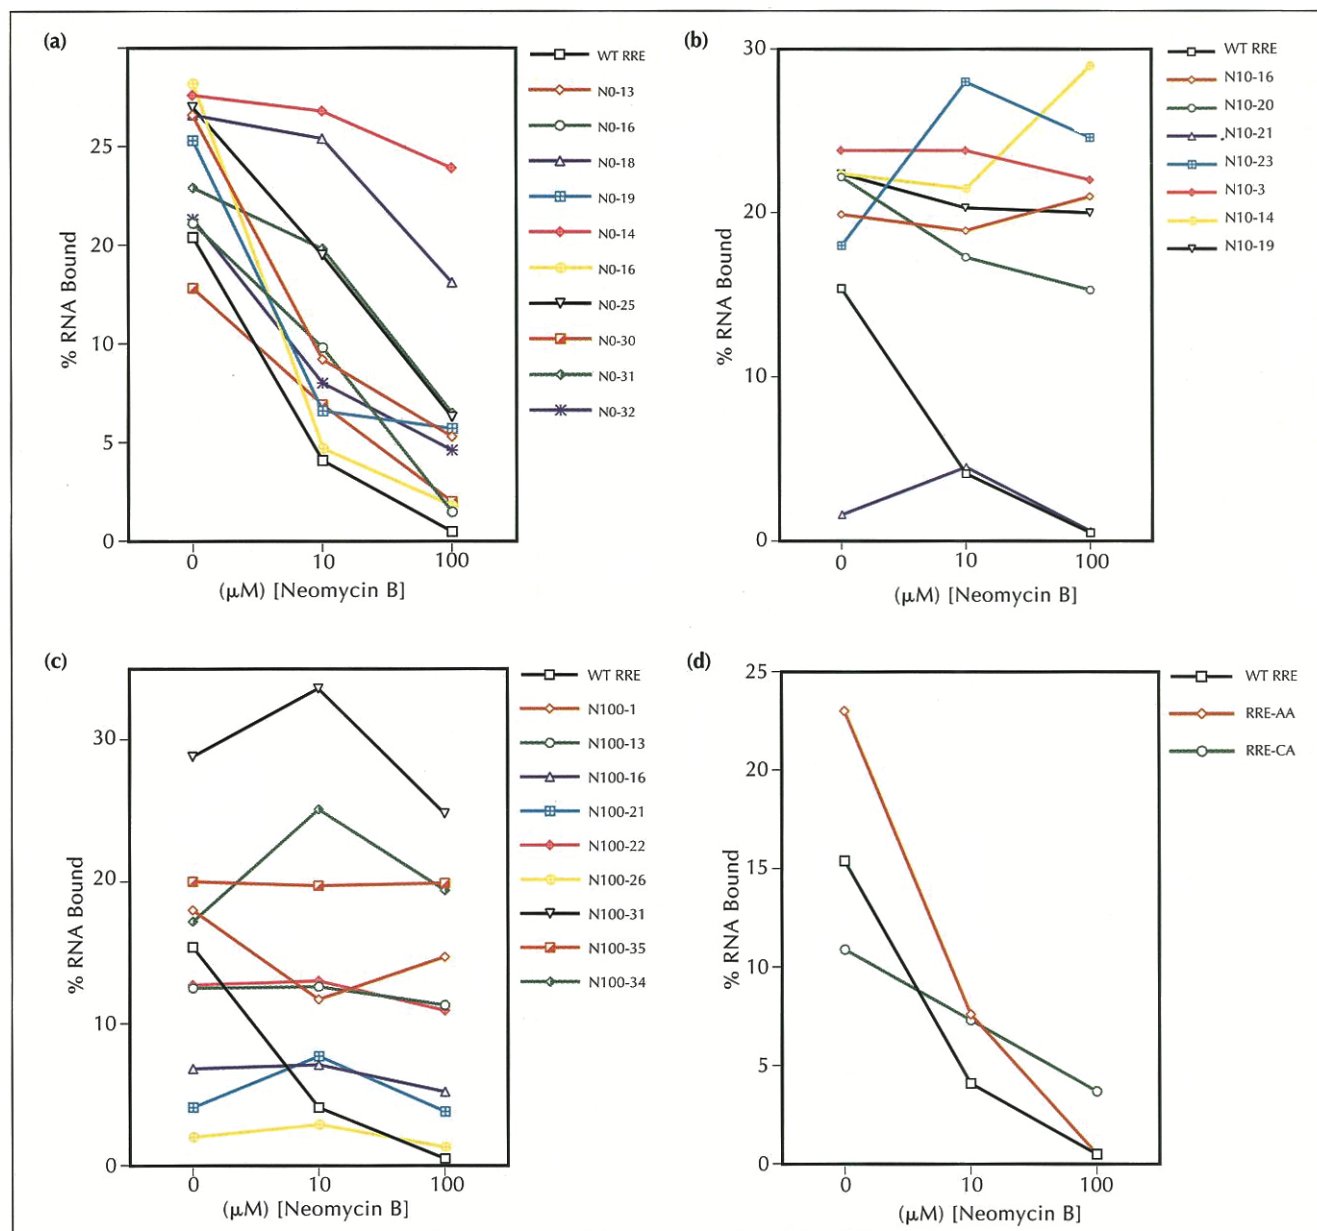 (a)
% RNA Bound
25
20
10
5
0
0 10 100
(µM) [Neomycin B]
WT RRE
N0-13
N0-16
N0-18
N0-19
N0-14
N0-16
N0-25
N0-30
N0-31
N0-32
(b)
% RNA Bound
30
20
10
0
0 10 100
(µM) [Neomycin B]
WT RRE
N10-16
N10-20
N10-21
N10-23
N10-3
N10-14
N10-19
(c)
% RNA Bound
30
20
10
0
0 10 100
(µM) [Neomycin B]
WT RRE
N100-1
N100-13
N100-16
N100-21
N100-22
N100-26
N100-31
N100-35
N100-34
(d)
% RNA Bound
25
20
15
10
5
0
0 10 100
(µM) [Neomycin B]
WT RRE
RRE-AA
RRE-CA